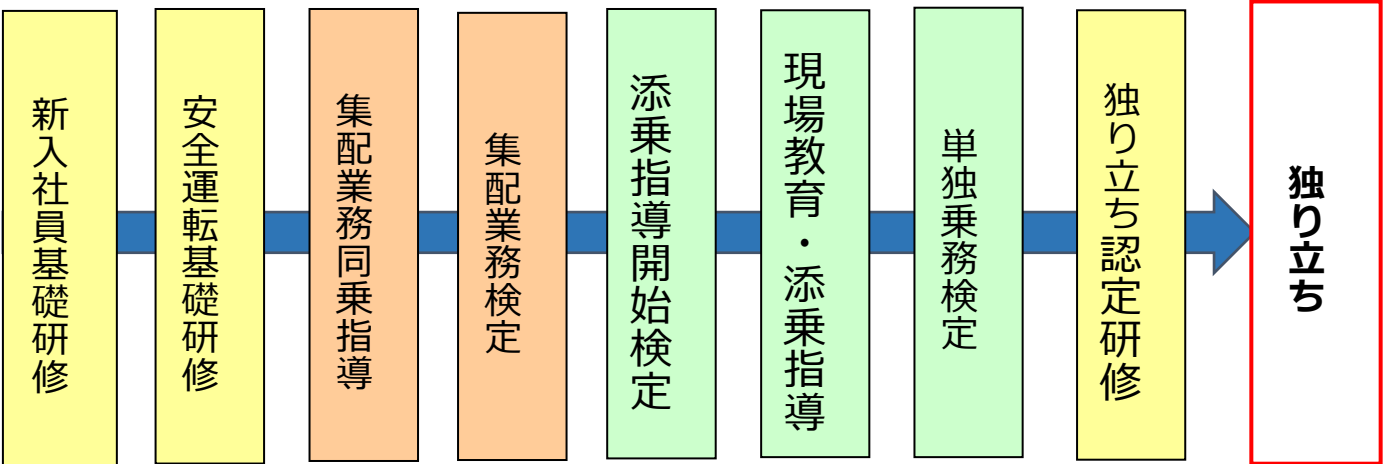 新入社員基礎研修
安全運転基礎研修
集配業務同乗指導
集配業務検定
添乗指導開始検定
現場教育・添乗指導
単独乗務検定
独り立ち認定研修
独り立ち